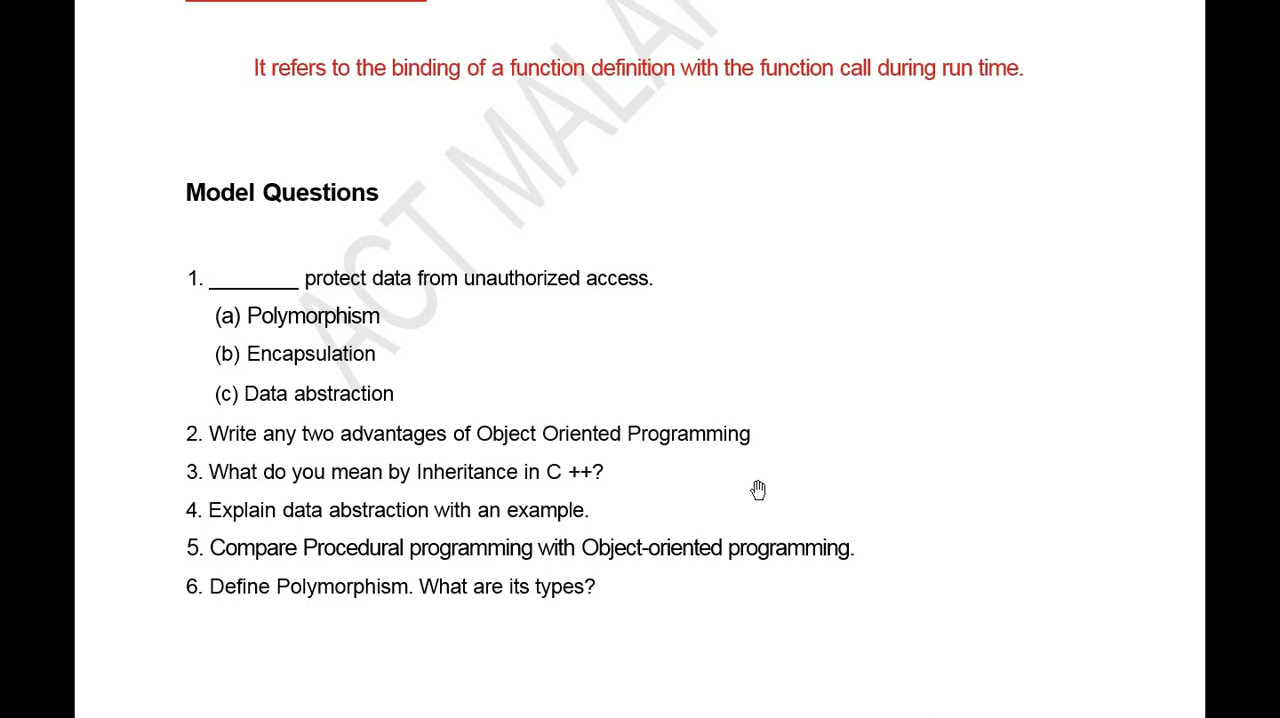 It refers to the binding of a function definition with the function call during run time.
ACT MALA
Model Questions
1. ________ protect data from unauthorized access.
(a) Polymorphism
(b) Encapsulation
(c) Data abstraction
2. Write any two advantages of Object Oriented Programming
3. What do you mean by Inheritance in C ++?
4. Explain data abstraction with an example.
5. Compare Procedural programming with Object-oriented programming.
6. Define Polymorphism. What are its types?